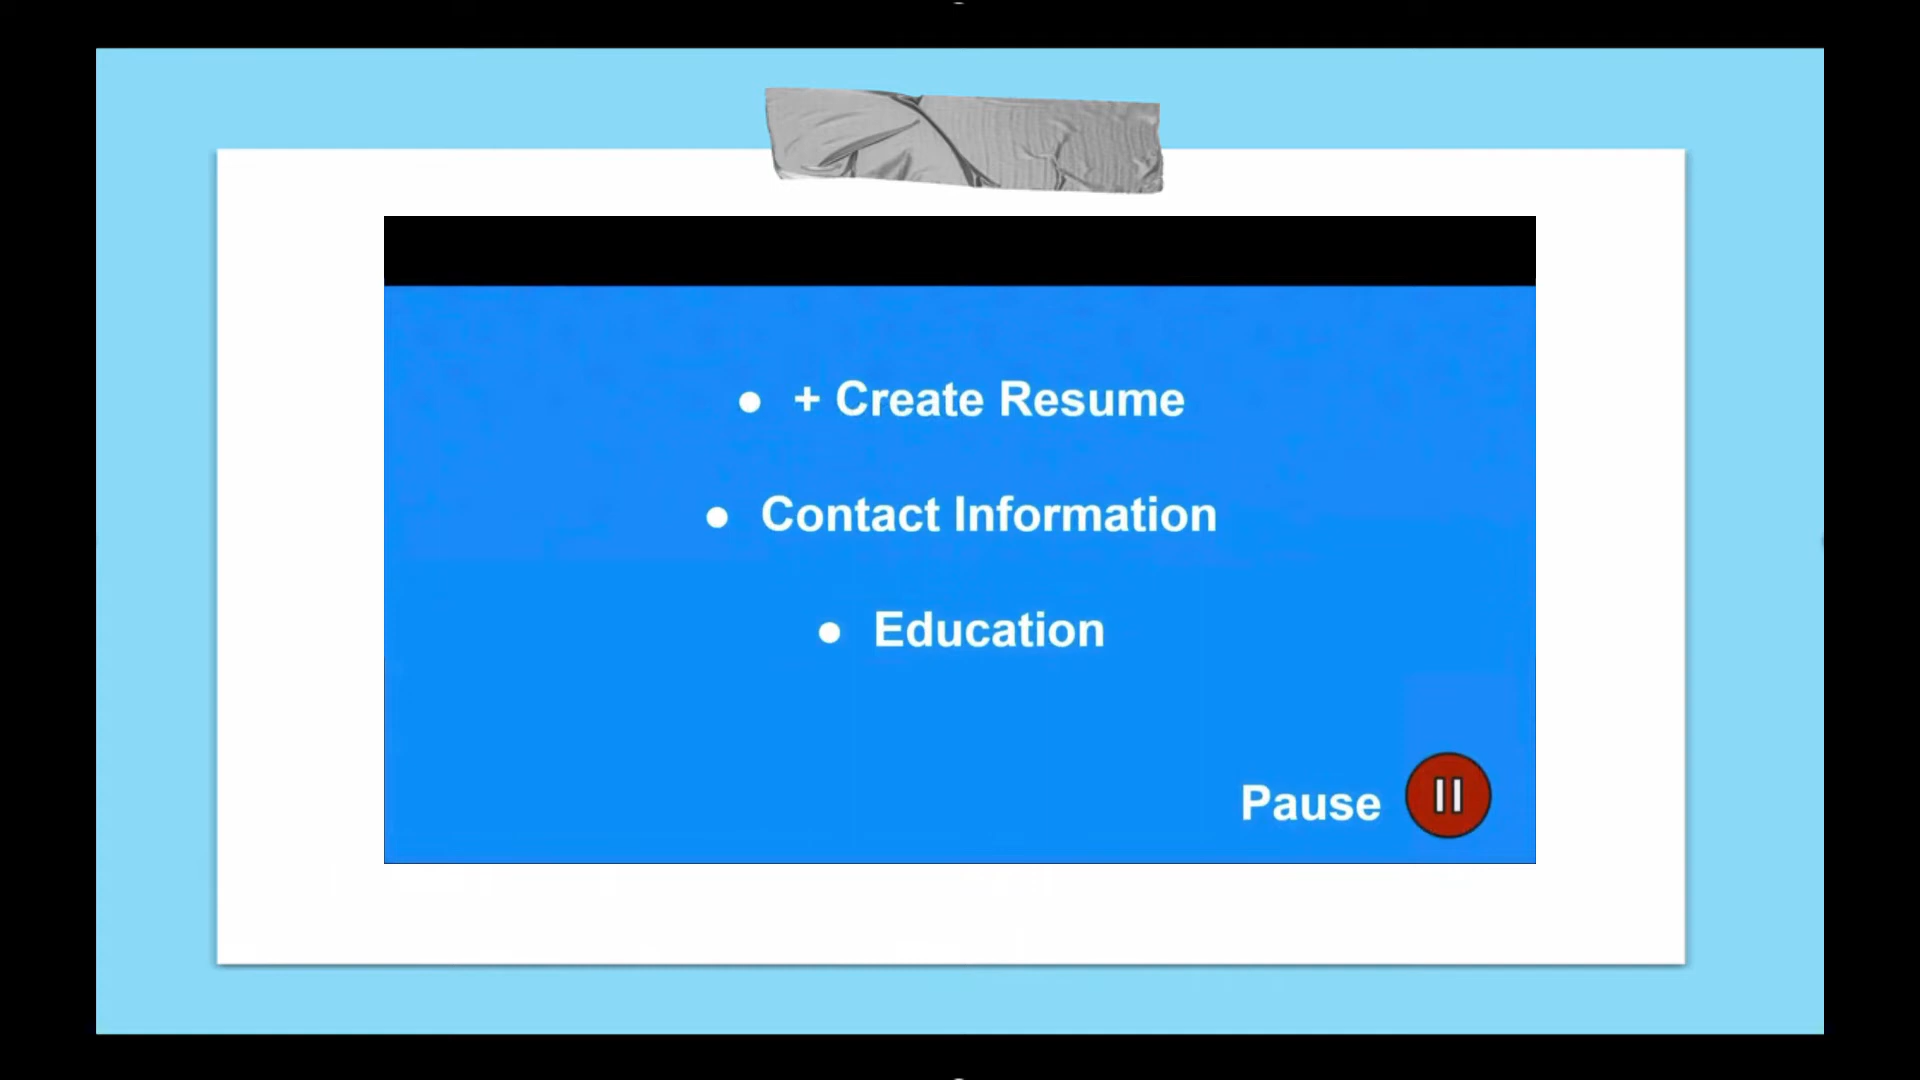 • + Create Resume
• Contact Information
• Education
Pause